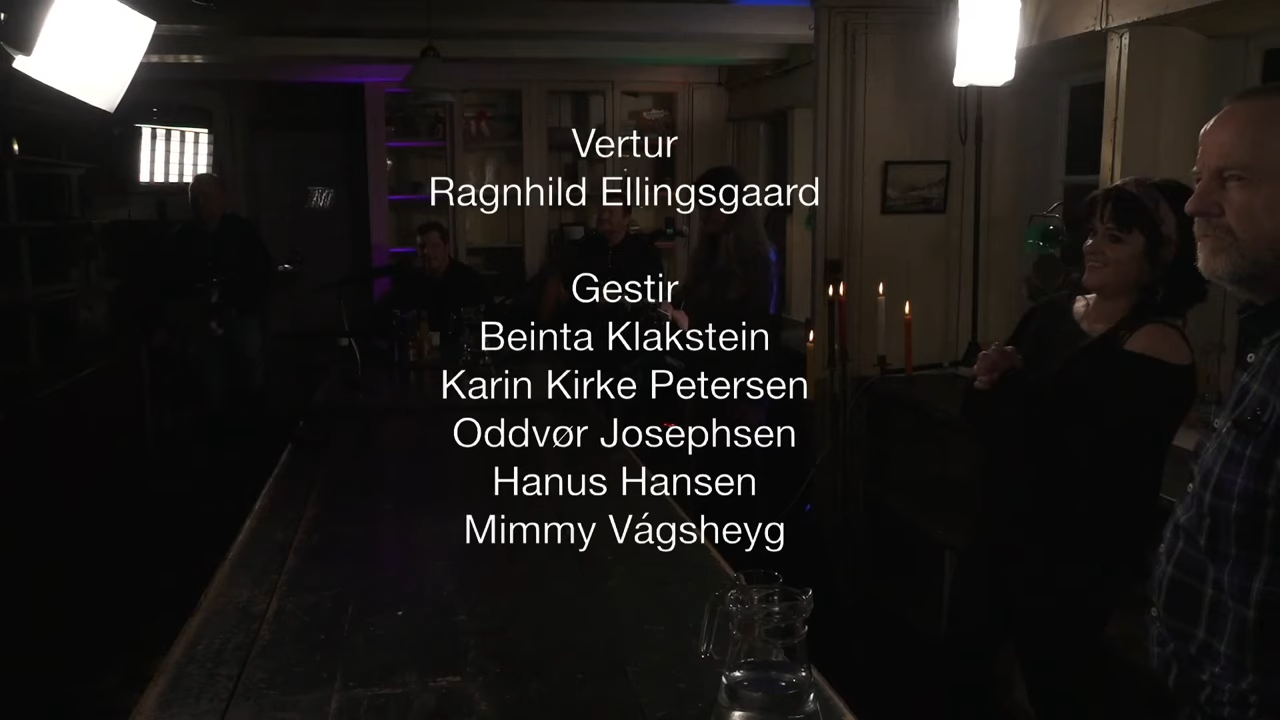 Vertur
Ragnhild Ellingsgaard
Gestir
Beinta Klakstein
Karin Kirke Petersen
Oddvør Josephsen
Hanus Hansen
Mimmy Vágsheyg